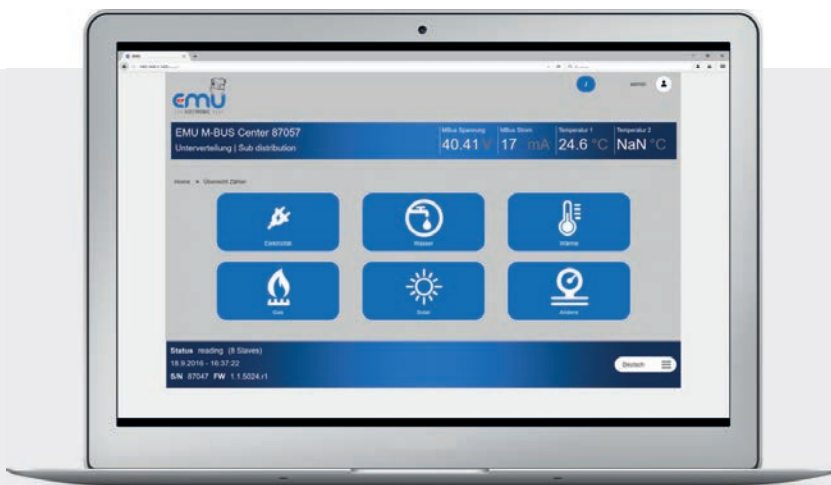 emu
EMU M-BUS Center 87057
Unterverteilung | Sub distribution
MBus Spannung
40.41 V
MBus Strom
17 mA
Temperatur 1
24.6 °C
Temperatur 2
NaN °C
Home > Übersicht Zähler
Elektrizität
Wasser
Wärme
Gas
Solar
Andere
Status reading (8 Slaves)
18.9.2016 - 16:37:22
S/N 87047 FW 1.1.5024.r1
Deutsch